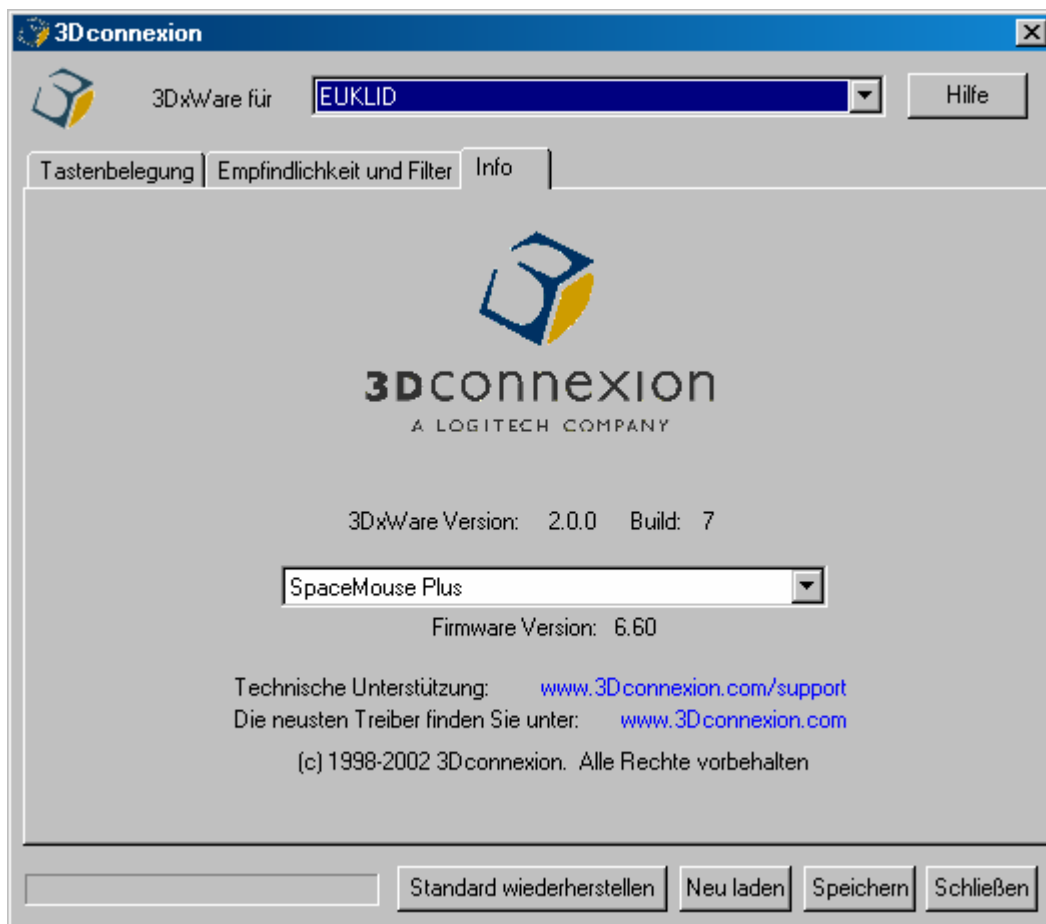 3Dconnexion
3DxWare für EUKLID Hilfe
Tastenbelegung Empfindlichkeit und Filter Info
3Dconnexion
A LOGITECH COMPANY
3DxWare Version: 2.0.0 Build: 7
SpaceMouse Plus
Firmware Version: 6.60
Technische Unterstützung: www.3Dconnexion.com/support
Die neusten Treiber finden Sie unter: www.3Dconnexion.com
(c) 1998-2002 3Dconnexion. Alle Rechte vorbehalten
Standard wiederherstellen Neu laden Speichern Schließen